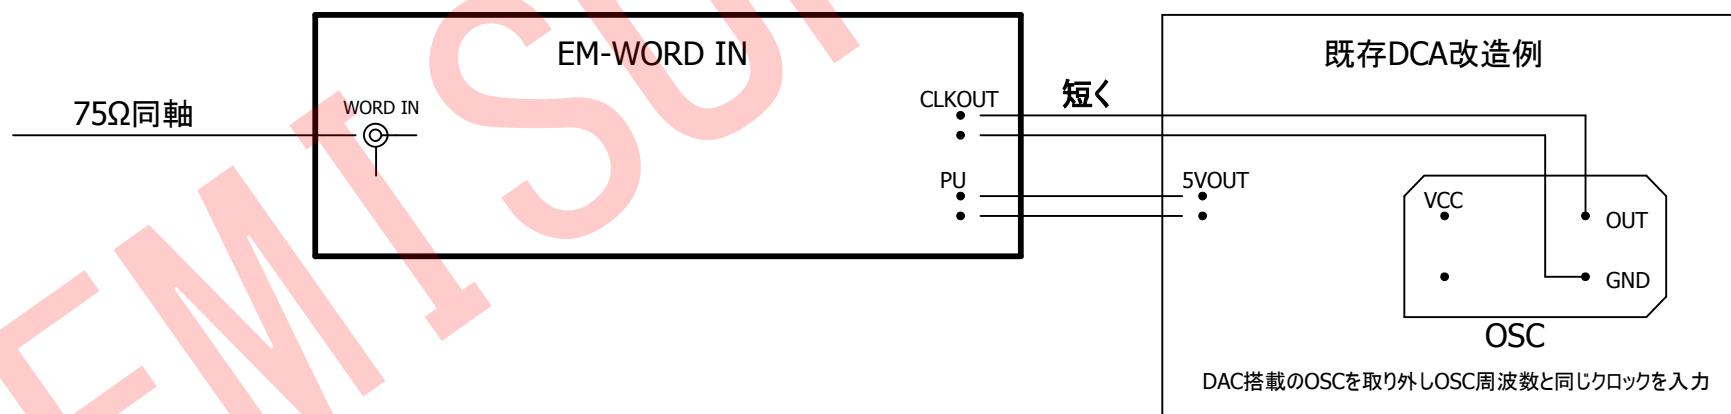 EM-WORD IN
既存DCA改造例
75Ω同軸
WORD IN
CLKOUT
短く
PU
5VOUT
VCC
OUT
GND
OSC
DAC搭載のOSCを取り外しOSC周波数と同じクロックを入力